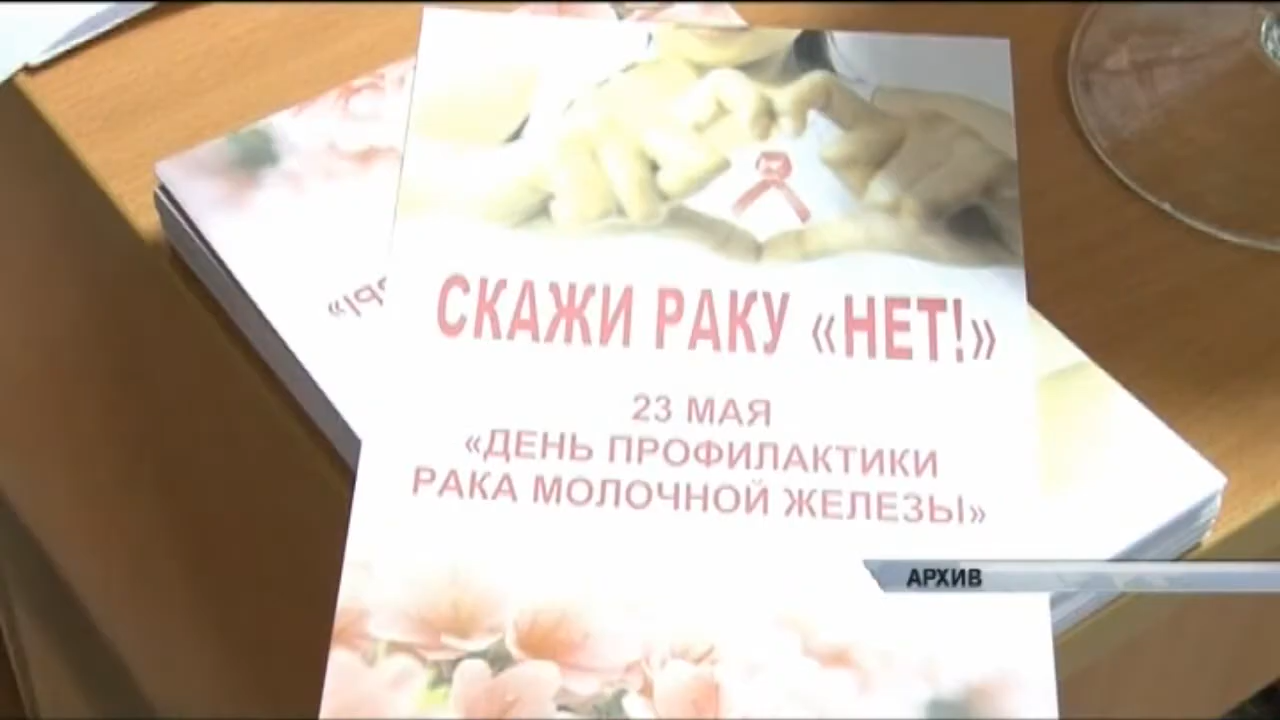 СКАЖИ РАКУ «НЕТ!»
23 МАЯ
«ДЕНЬ ПРОФИЛАКТИКИ
РАКА МОЛОЧНОЙ ЖЕЛЕЗЫ»
АРХИВ